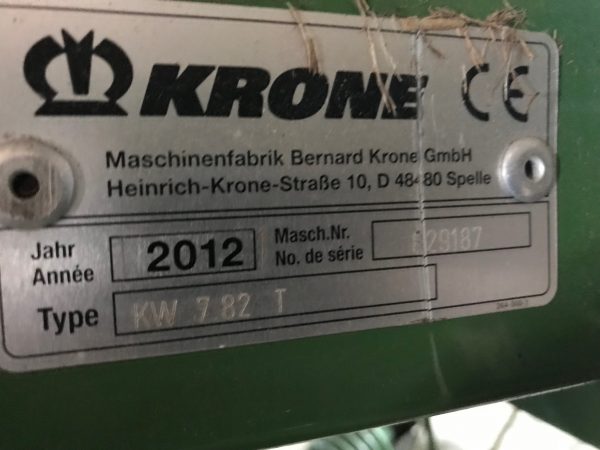 KRONE CE
Maschinenfabrik Bernard Krone GmbH
Heinrich-Krone-Straße 10, D 48480 Spelle
Jahr
Année
2012
Masch.Nr.
No. de série
829187
Type
KW 7.82 T